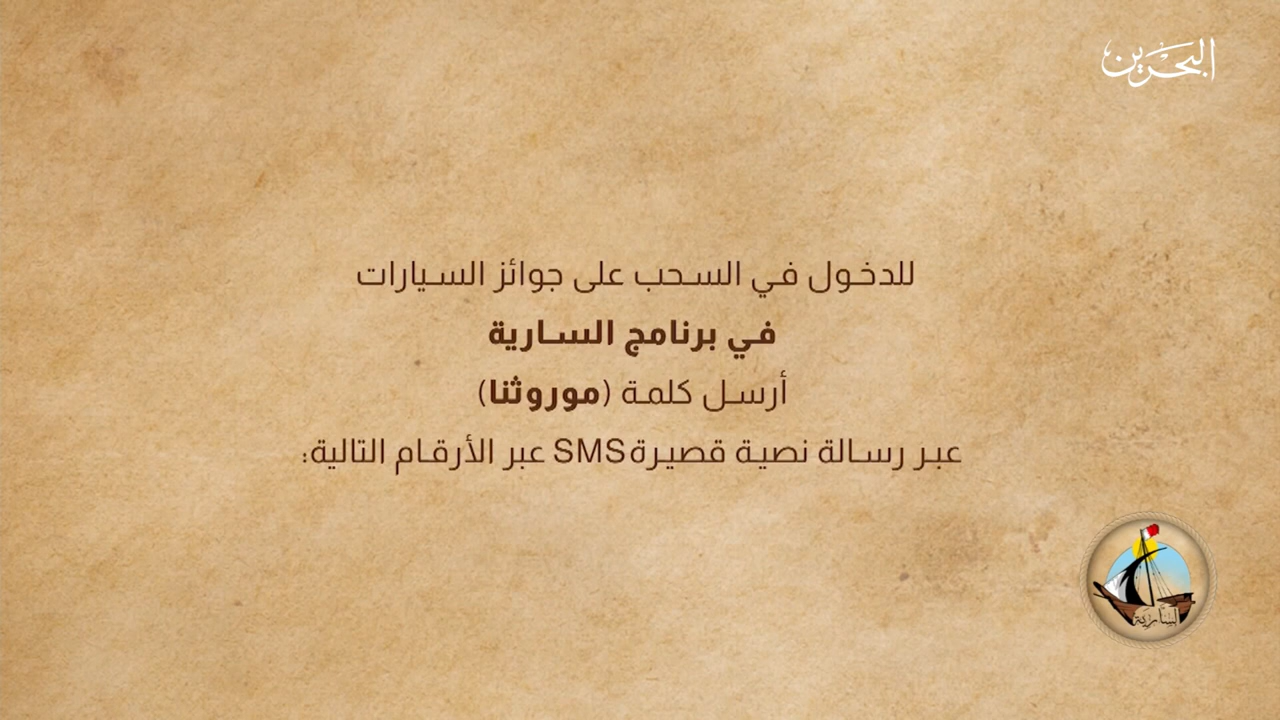 البحرين
للدخول في السحب على جوائز السيارات
في برنامج السارية
أرسل كلمة (موروثنا)
عبر رسالة نصية قصيرة SMS عبر الأرقام التالية:
السارية